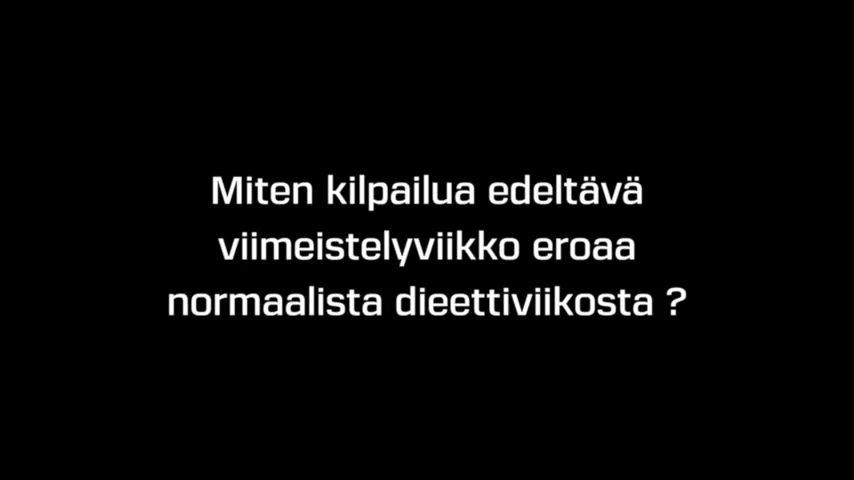 Miten kilpailua edeltävä
viimeistelyviikko eroaa
normaalista dieettiviikosta ?